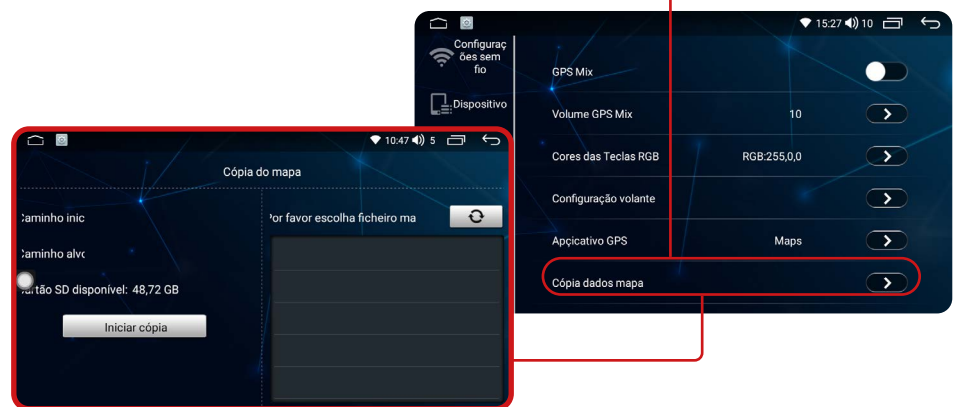 15:27 10
Configuraç
ões sem
fio
Dispositivo
GPS Mix
Volume GPS Mix 10
Cores das Teclas RGB RGB:255,0,0
Configuração volante
Apçicativo GPS Maps
Cópia dados mapa
10:47 5
Cópia do mapa
Caminho inic
Por favor escolha ficheiro ma
Caminho alvo
Cartão SD disponível: 48,72 GB
Iniciar cópia